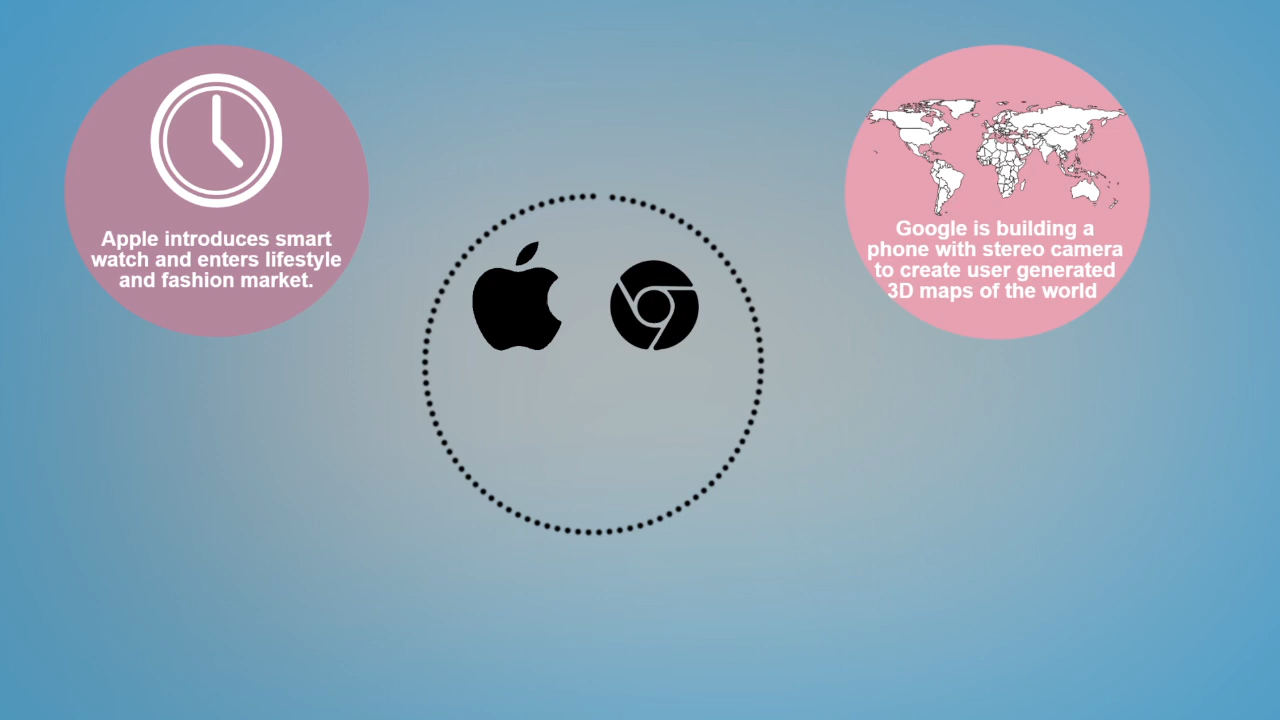 Apple introduces smart
watch and enters lifestyle
and fashion market.
Google is building a
phone with stereo camera
to create user generated
3D maps of the world